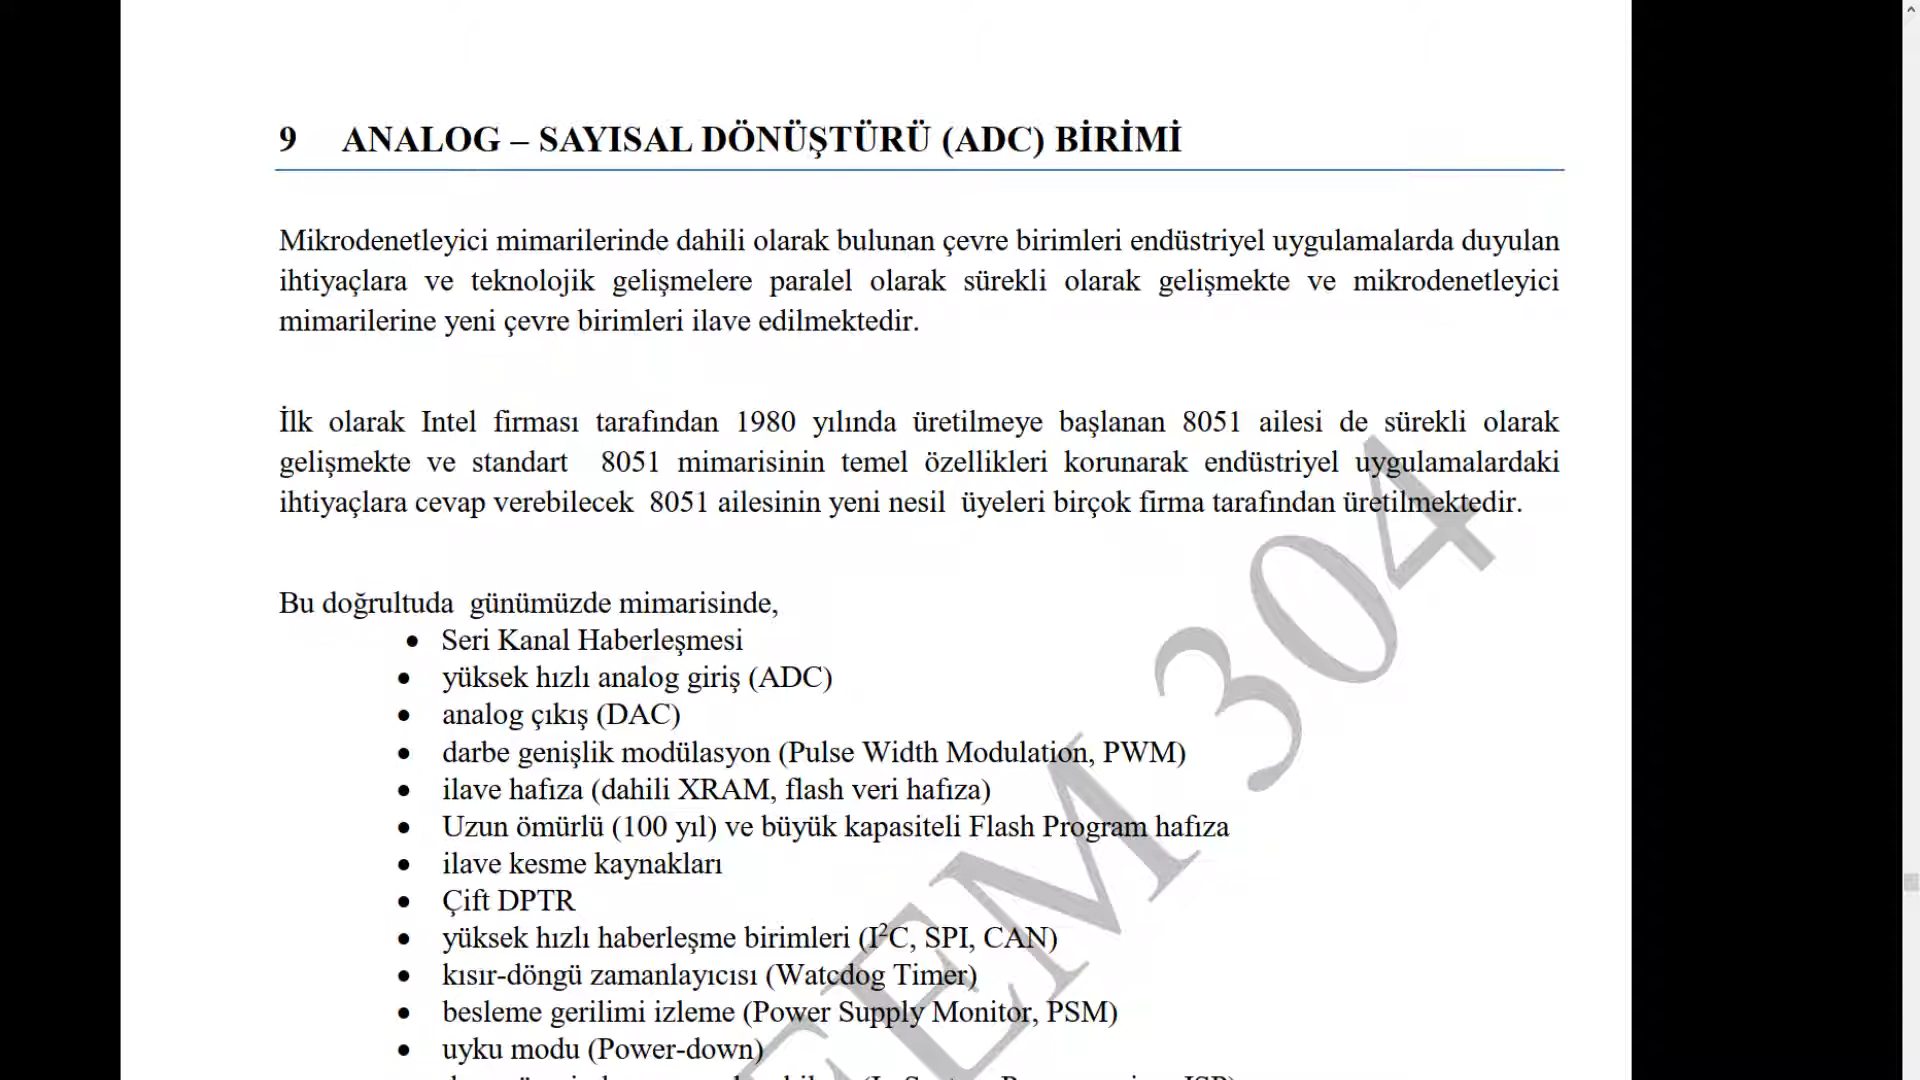 9 ANALOG – SAYISAL DÖNÜŞTÜRÜ (ADC) BİRİMİ
Mikrodenetleyici mimarilerinde dahili olarak bulunan çevre birimleri endüstriyel uygulamalarda duyulan
ihtiyaçlara ve teknolojik gelişmelere paralel olarak sürekli olarak gelişmekte ve mikrodenetleyici
mimarilerine yeni çevre birimleri ilave edilmektedir.
İlk olarak Intel firması tarafından 1980 yılında üretilmeye başlanan 8051 ailesi de sürekli olarak
gelişmekte ve standart 8051 mimarisinin temel özellikleri korunarak endüstriyel uygulamalardaki
ihtiyaçlara cevap verebilecek 8051 ailesinin yeni nesil üyeleri birçok firma tarafından üretilmektedir.
Bu doğrultuda günümüzde mimarisinde,
• Seri Kanal Haberleşmesi
• yüksek hızlı analog giriş (ADC)
• analog çıkış (DAC)
• darbe genişlik modülasyon (Pulse Width Modulation, PWM)
• ilave hafıza (dahili XRAM, flash veri hafıza)
• Uzun ömürlü (100 yıl) ve büyük kapasiteli Flash Program hafıza
• ilave kesme kaynakları
• Çift DPTR
• yüksek hızlı haberleşme birimleri (I²C, SPI, CAN)
• kısır-döngü zamanlayıcısı (Watcdog Timer)
• besleme gerilimi izleme (Power Supply Monitor, PSM)
• uyku modu (Power-down)
EM 304